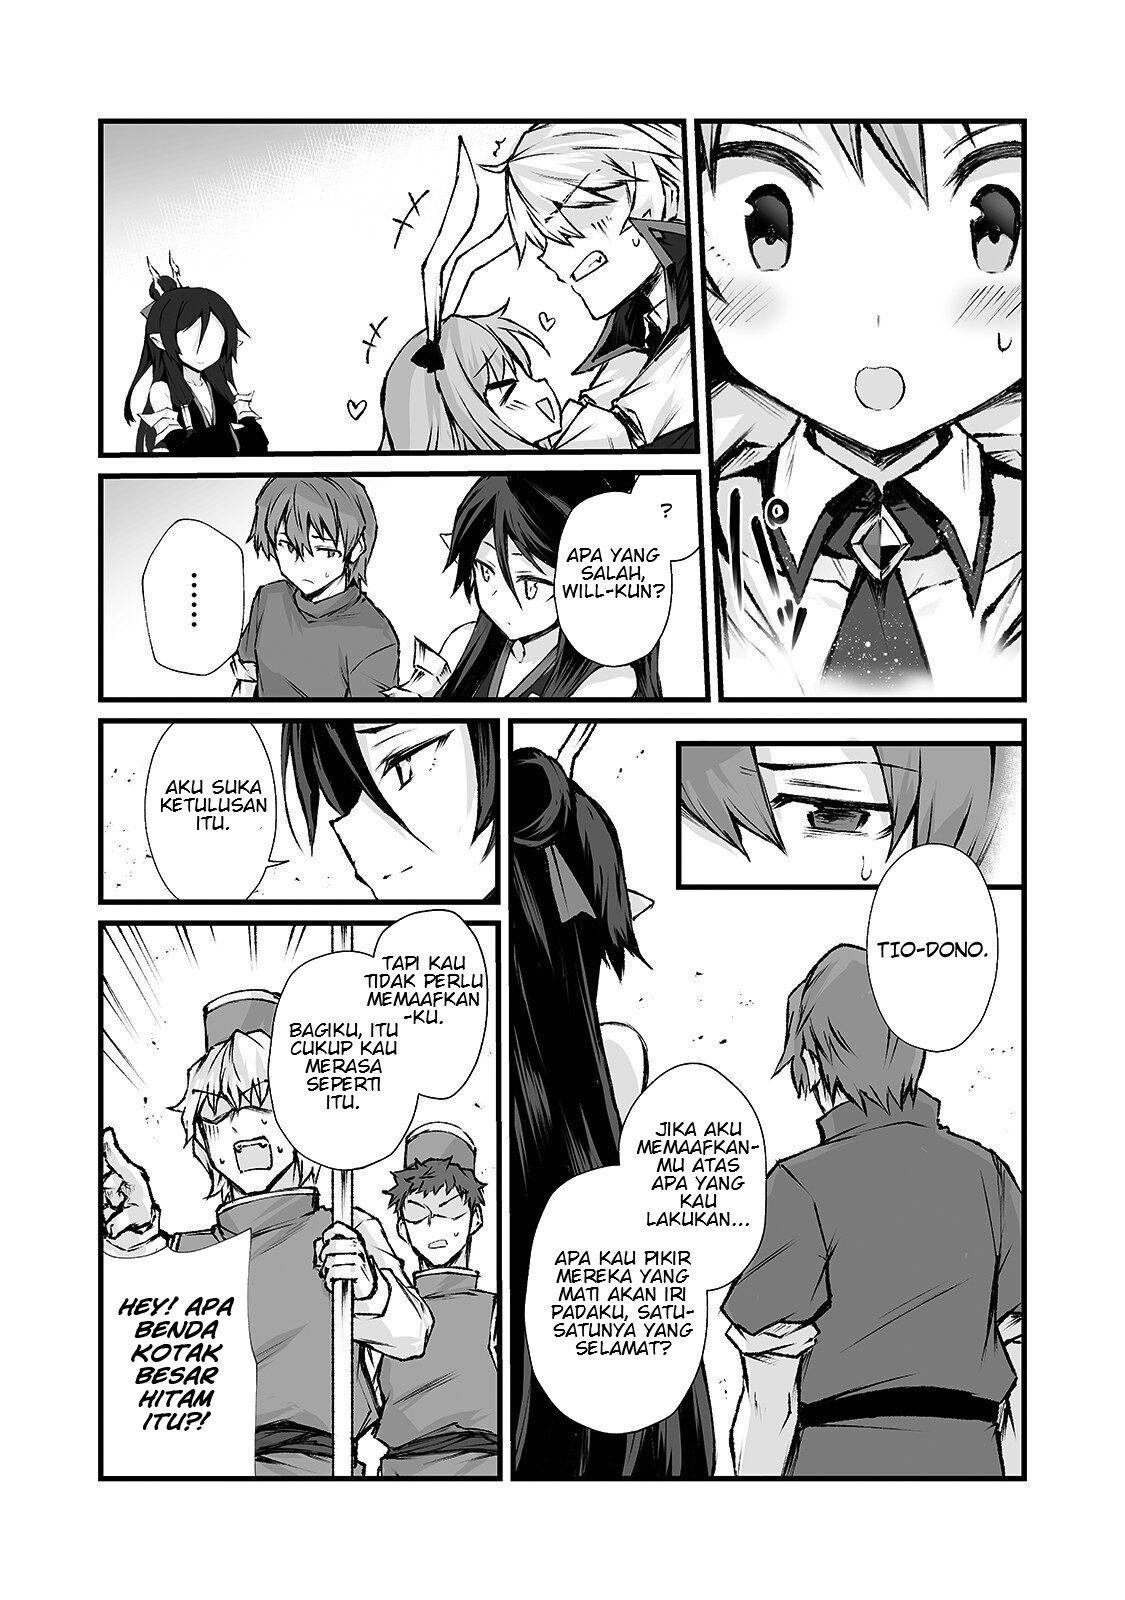 ?
APA YANG
SALAH,
WILL-KUN?
......
TIO-DONO.
JIKA AKU
MEMAAFKAN-
MU ATAS
APA YANG
KAU
LAKUKAN...
APA KAU PIKIR
MEREKA YANG
MATI AKAN IRI
PADAKU, SATU-
SATUNYA YANG
SELAMAT?
AKU SUKA
KETULUSAN
ITU.
TAPI KAU
TIDAK PERLU
MEMAAFKAN
-KU.
BAGIKU, ITU
CUKUP KAU
MERASA
SEPERTI
ITU.
HEY! APA
BENDA
KOTAK
BESAR
HITAM
ITU?!